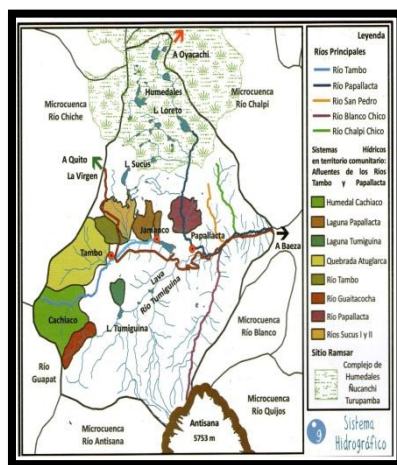 A Oyacachi
Humedales
L. Loreto
Microcuenca
Río Chiche
Microcuenca
Río Chalpi
A Quito
La Virgen
L. Sucus
Jamasco
Papallacta
Tambo
A Baeza
Lava
Río Tumiguina
Cachiaco
L. Tumiguina
Microcuenca
Río Blanco
Río
Guapat
Microcuenca
Río Antisana
Antisana
5753 m
Microcuenca
Río Quijos
Leyenda
Ríos Principales
Río Tambo
Río Papallacta
Río San Pedro
Río Blanco Chico
Río Chalpi Chico
Sistemas Hídricos
en territorio comunitario:
Afluentes de los Ríos
Tambo y Papallacta
Humedal Cachiaco
Laguna Papallacta
Laguna Tumiguina
Quebrada Atuglarca
Río Tambo
Río Guaitacocha
Río Papallacta
Ríos Sucus I y II
Sitio Ramsar
Complejo de
Humedales
Ñucanchi
Turupamba
9
Sistema
Hidrográfico